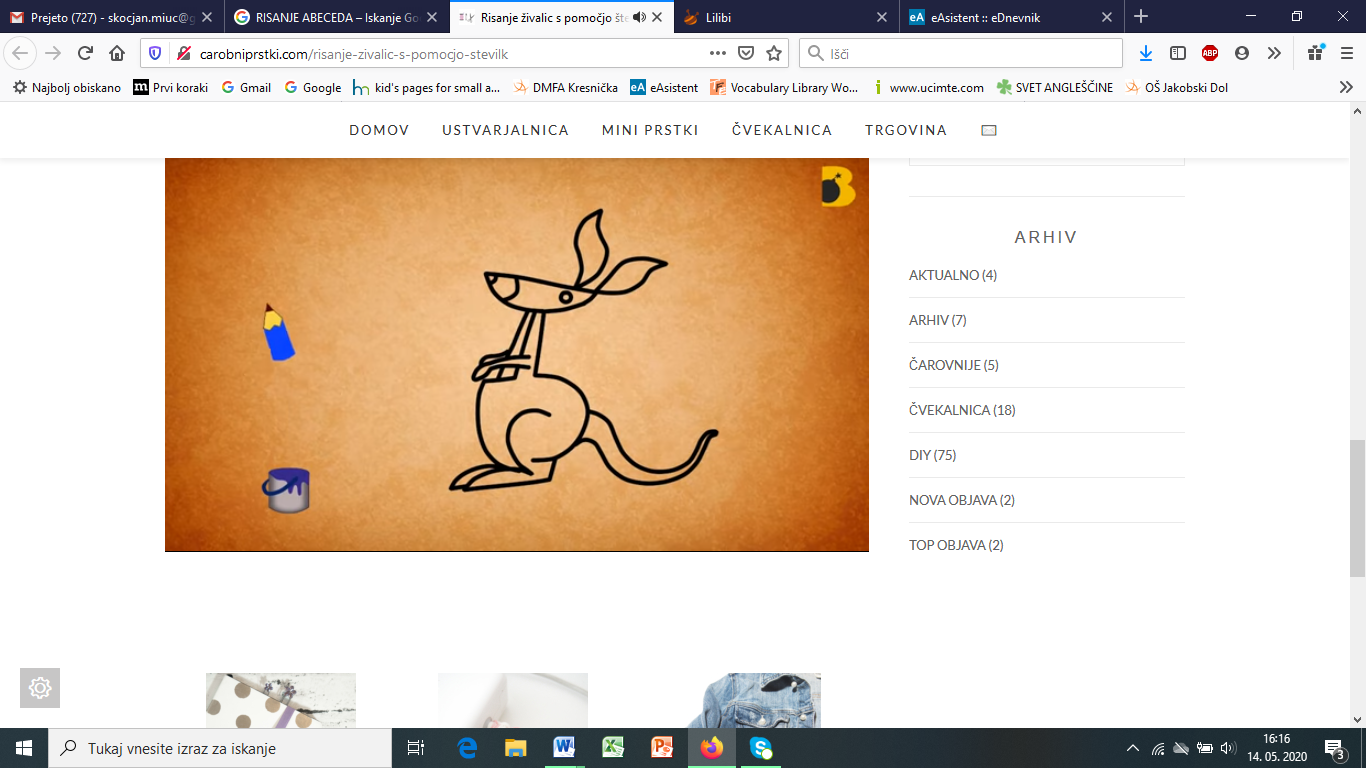 Prejeto (727) - skocjan.miuc@g
RISANJE ABECEDA – Iskanje Go
Risanje živalic s pomočjo šte
Lilibi
eA eAsistent :: eDnevnik
carobniprstki.com/risanje-zivalic-s-pomocjo-stevilk
Išči
ABP
Najbolj obiskano
m Prvi koraki
G Gmail
G Google
kid's pages for small a...
DMFA Kresnička
eA eAsistent
Vocabulary Library Wo...
www.ucimte.com
SVET ANGLEŠČINE
OŠ Jakobski Dol
DOMOV
USTVARJALNICA
MINI PRSTKI
ČVEKALNICA
TRGOVINA
B
ARHIV
AKTUALNO (4)
ARHIV (7)
ČAROVNIJE (5)
ČVEKALNICA (18)
DIY (75)
NOVA OBJAVA (2)
TOP OBJAVA (2)
Tukaj vnesite izraz za iskanje
16:16
14. 05. 2020
3